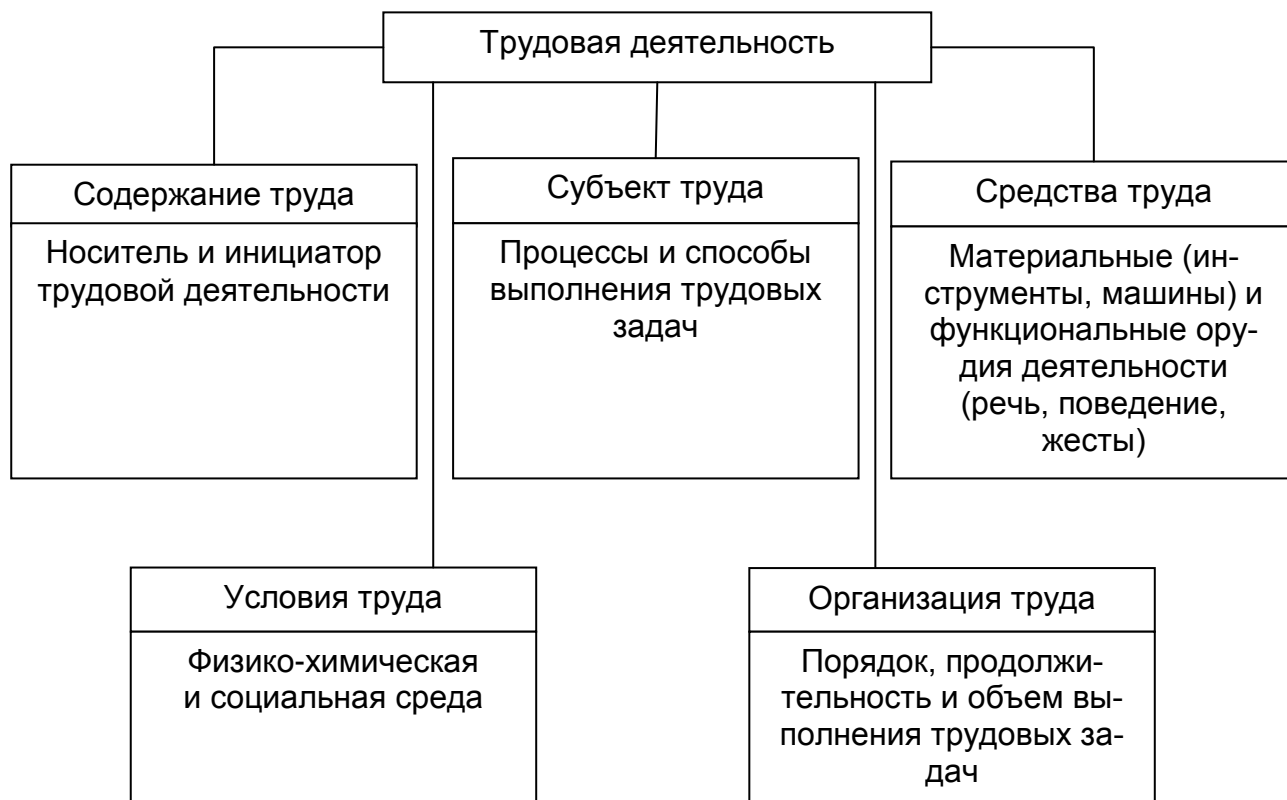 Трудовая деятельность
Содержание труда
Носитель и инициатор
трудовой деятельности
Субъект труда
Процессы и способы
выполнения трудовых
задач
Средства труда
Материальные (ин-
струменты, машины) и
функциональные ору-
дия деятельности
(речь, поведение,
жесты)
Условия труда
Физико-химическая
и социальная среда
Организация труда
Порядок, продолжи-
тельность и объем вы-
полнения трудовых за-
дач